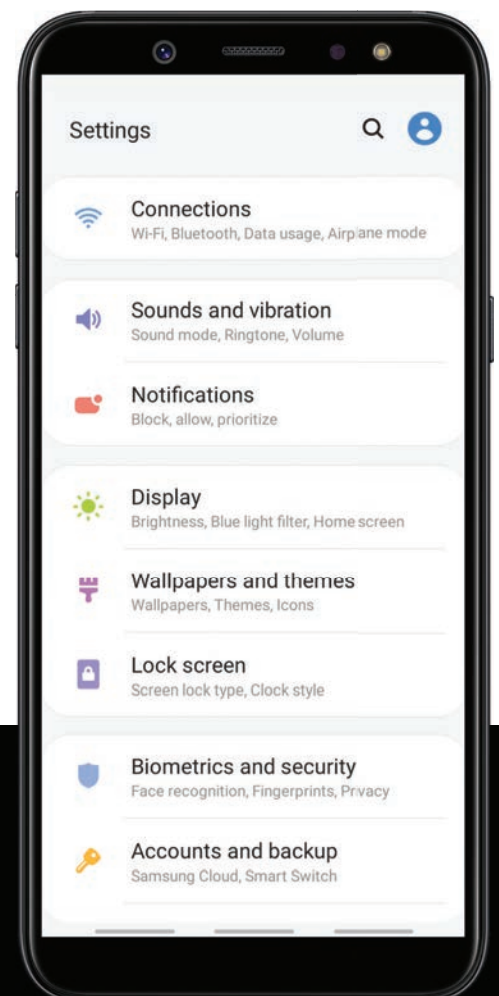 Settings
Connections
Wi-Fi, Bluetooth, Data usage, Airplane mode
Sounds and vibration
Sound mode, Ringtone, Volume
Notifications
Block, allow, prioritize
Display
Brightness, Blue light filter, Home screen
Wallpapers and themes
Wallpapers, Themes, Icons
Lock screen
Screen lock type, Clock style
Biometrics and security
Face recognition, Fingerprints, Privacy
Accounts and backup
Samsung Cloud, Smart Switch